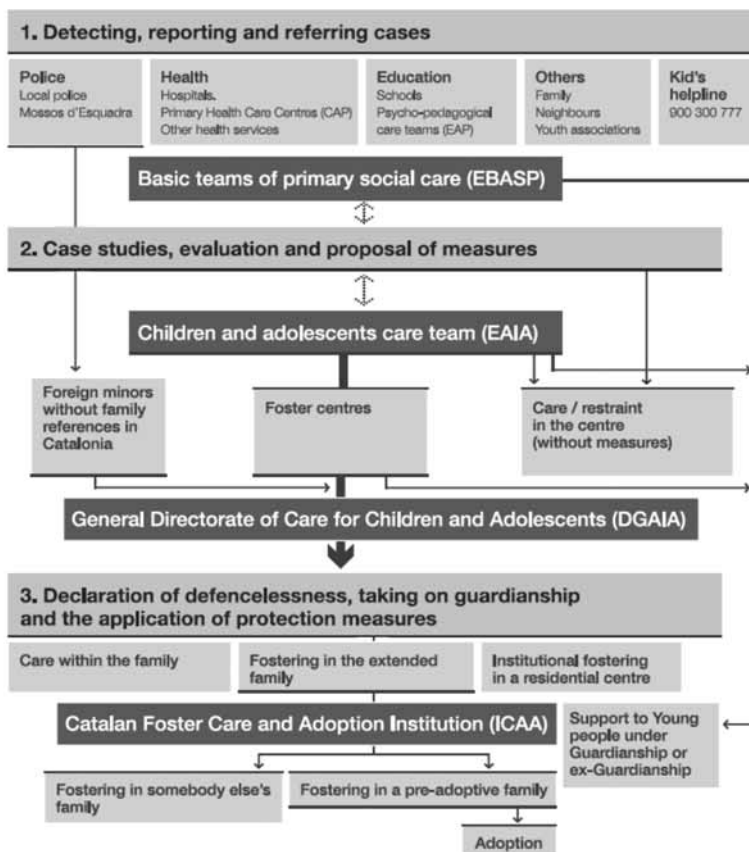 1. Detecting, reporting and referring cases
Police
Local police
Mossos d'Esquadra
Health
Hospitals.
Primary Health Care Centres (CAP)
Other health services
Education
Schools
Psycho-pedagogical
care teams (EAP)
Others
Family
Neighbours
Youth associations
Kid's
helpline
900 300 777
Basic teams of primary social care (EBASP)
2. Case studies, evaluation and proposal of measures
Children and adolescents care team (EAIA)
Foreign minors
without family
references in
Catalonia
Foster centres
Care / restraint
in the centre
(without measures)
General Directorate of Care for Children and Adolescents (DGAIA)
3. Declaration of defencelessness, taking on guardianship
and the application of protection measures
Care within the family
Fostering in the extended
family
Institutional fostering
in a residential centre
Catalan Foster Care and Adoption Institution (ICAA)
Support to Young
people under
Guardianship or
ex-Guardianship
Fostering in somebody else's
family
Fostering in a pre-adoptive family
Adoption